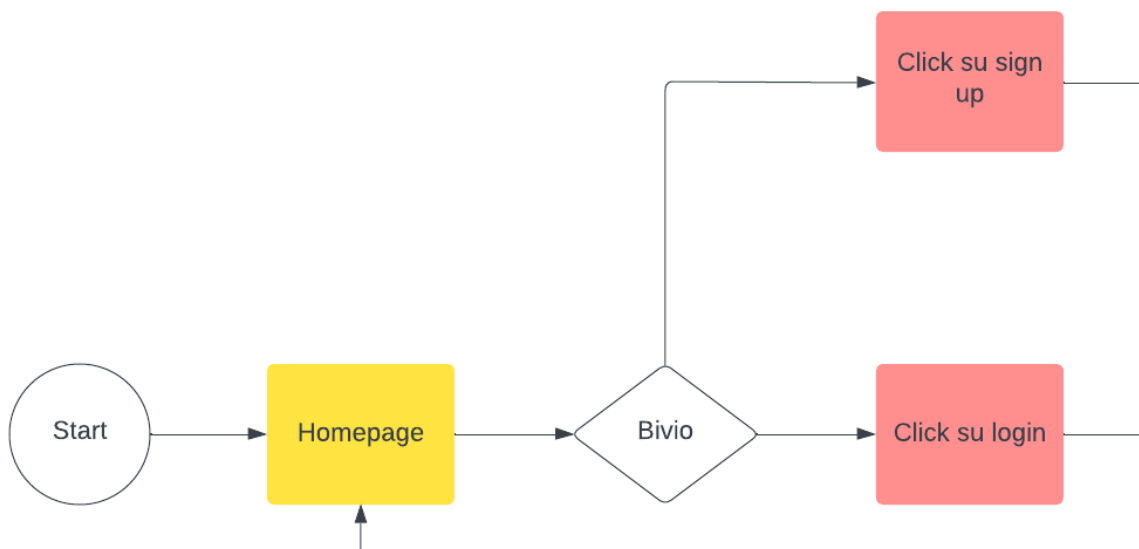 Click su sign
up
Start
Homepage
Bivio
Click su login